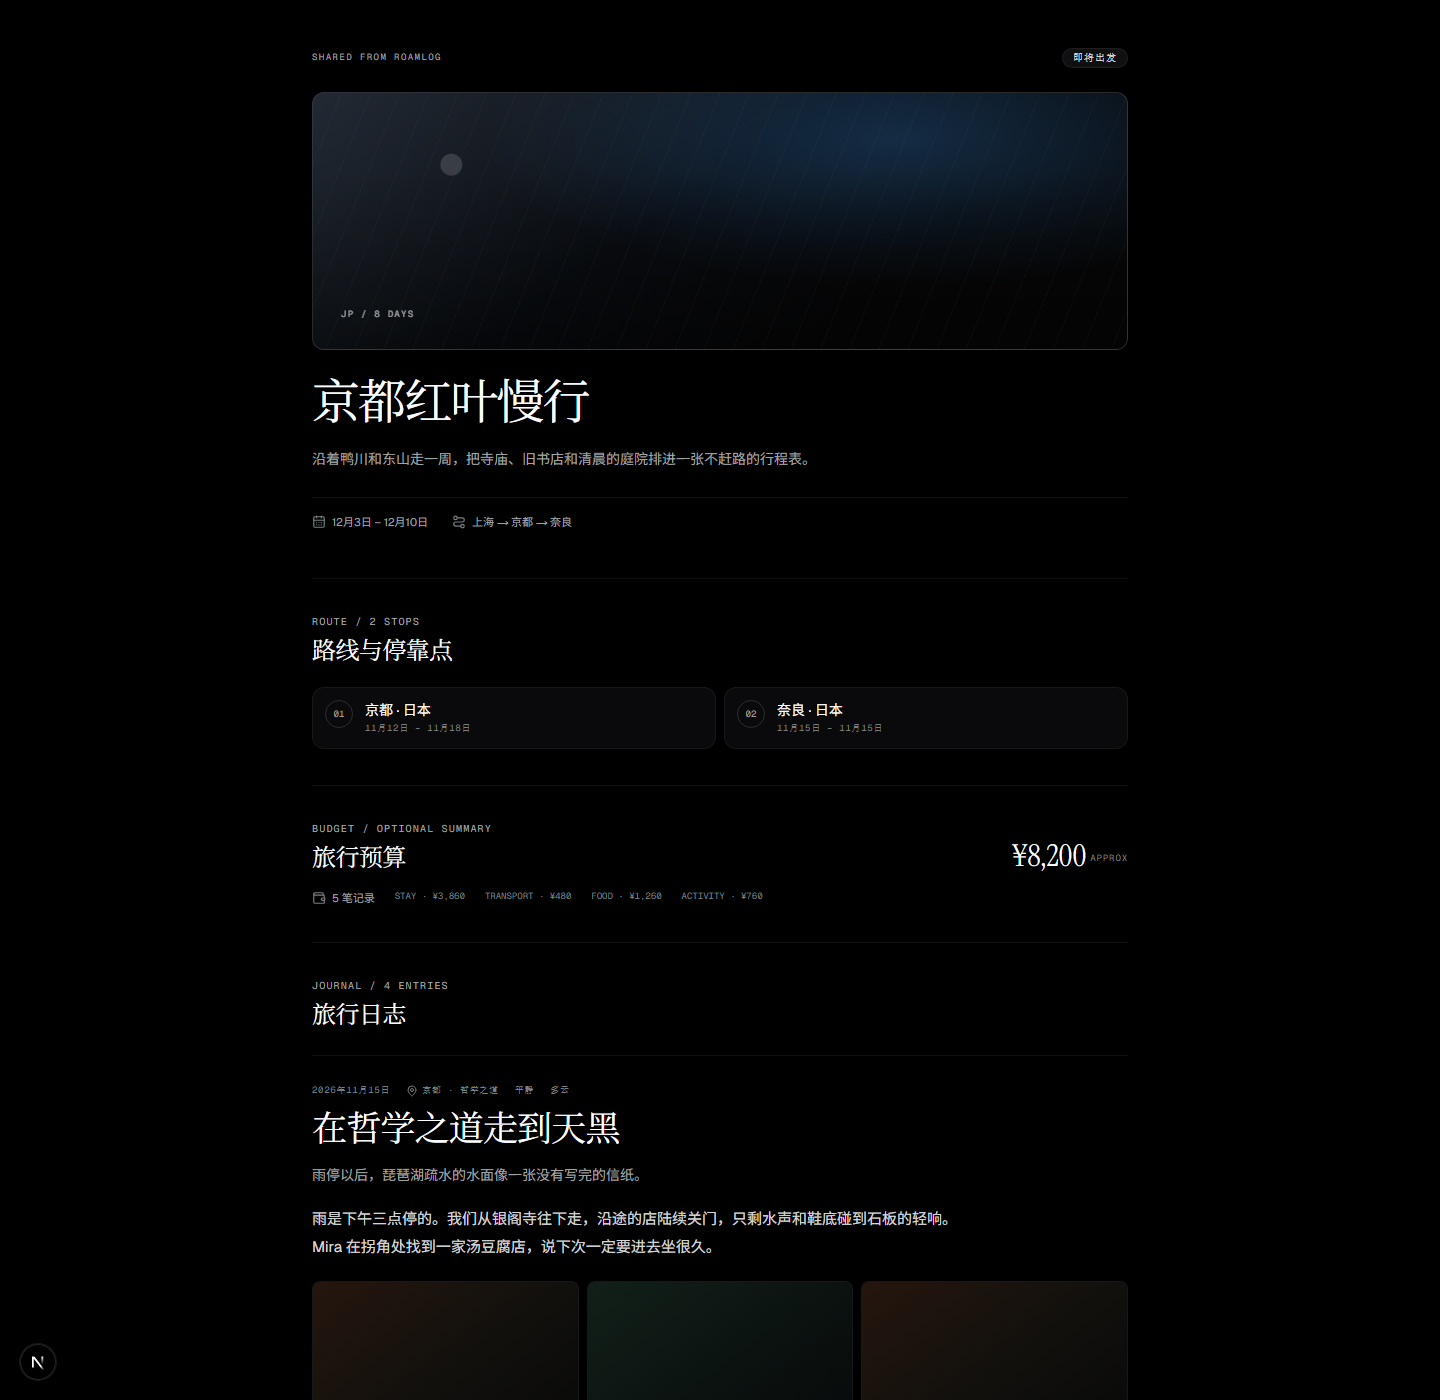 SHARED FROM ROAMLOG
即将出发
JP / 8 DAYS
京都红叶慢行
沿着鸭川和东山走一周，把寺庙、旧书店和清晨的庭院排进一张不赶路的行程表。
12月3日 – 12月10日
上海 → 京都 → 奈良
ROUTE / 2 STOPS
路线与停靠点
01
京都 · 日本
11月12日 – 11月18日
02
奈良 · 日本
11月15日 – 11月15日
BUDGET / OPTIONAL SUMMARY
旅行预算
¥8,200 APPROX
5 笔记录
STAY · ¥3,860
TRANSPORT · ¥480
FOOD · ¥1,260
ACTIVITY · ¥760
JOURNAL / 4 ENTRIES
旅行日志
2026年11月15日
京都 · 哲学之道
平静
多云
在哲学之道走到天黑
雨停以后，琵琶湖疏水的水面像一张没有写完的信纸。
雨是下午三点停的。我们从银阁寺往下走，沿途的店陆续关门，只剩水声和鞋底碰到石板的轻响。
Mira 在拐角处找到一家汤豆腐店，说下次一定要进去坐很久。
N